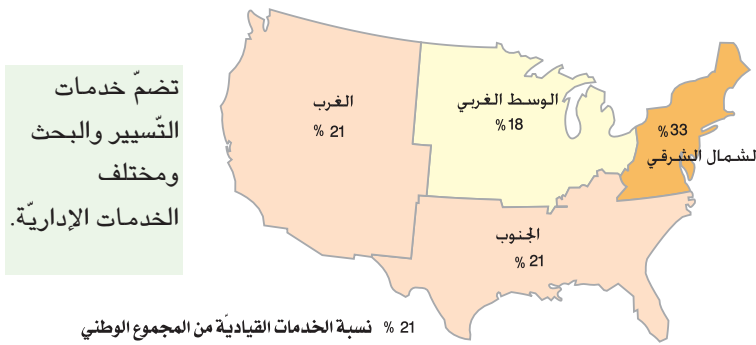 تضمّ خدمات
التّسيير والبحث
ومختلف
الخدمات الإداريّة.
الغرب
21 %
الوسط الغربي
18%
33%
لشمال الشرقي
الجنوب
21 %
21 % نسبة الخدمات القياديّة من المجموع الوطني